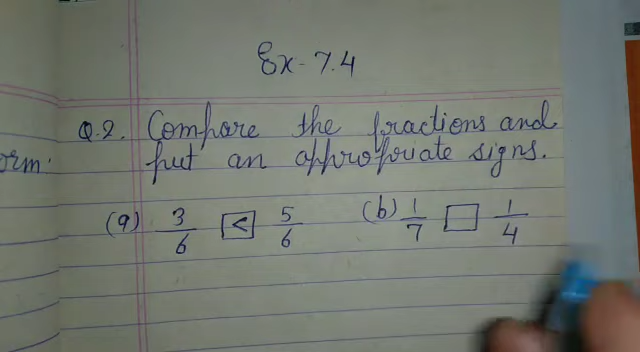 Ex-7.4
Q.2. Compare the fractions and
orm.
put an appropriate signs.
(a) 3/6 [<] 5/6 (b) 1/7 □ 1/4